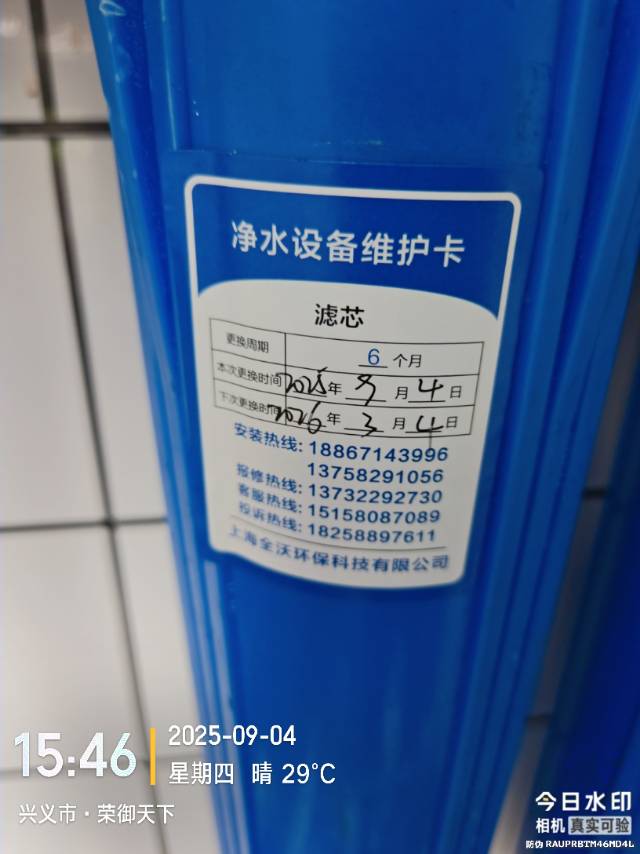 净水设备维护卡
滤芯
更换周期 6 个月
本次更换时间 2025 年 9 月 4 日
下次更换时间 2026 年 3 月 4 日
安装热线: 18867143996
13758291056
报修热线: 13732292730
客服热线: 15158087089
投诉热线: 18258897611
上海全沃环保科技有限公司
15:46
2025-09-04
星期四 晴 29°C
兴义市·荣御天下
今日水印
相机 真实可验
防伪 RAUPRBTM46MD4L